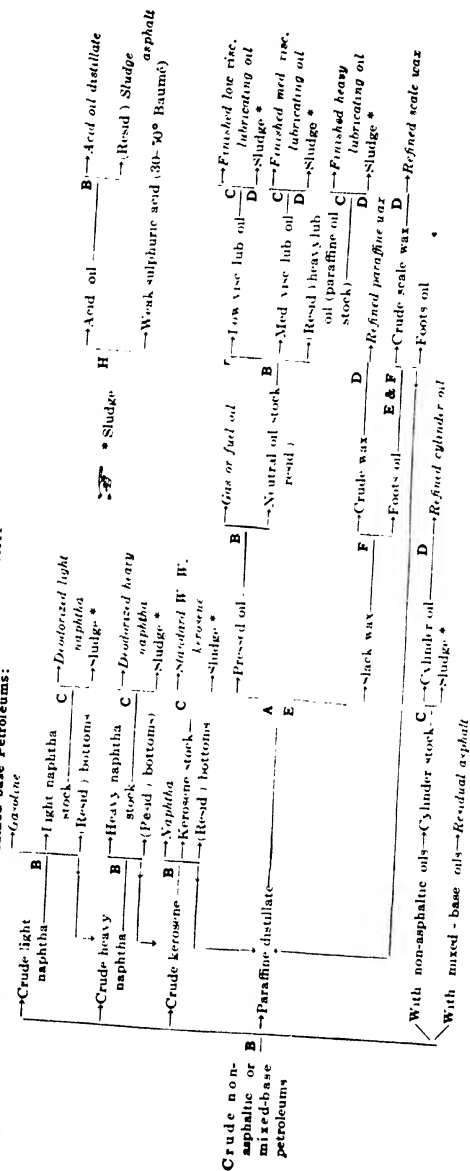 mixed-base Petroleums:
→Gasoline
→Crude light naphtha
B
→Light naphtha stock
C
→Deodorized light naphtha
→Sludge *
→(Resid) bottoms
→Crude heavy naphtha
B
→Heavy naphtha stock
C
→Deodorized heavy naphtha
→Sludge *
(Resid) bottoms
→Crude kerosene
B
→Naphtha
→Kerosene stock
C
→Standard W W. kerosene
→Sludge *
→(Resid) bottoms
* Sludge
H
→Acid oil
B
→Acid oil distillate
→(Resid) Sludge asphalt
→Weak sulphuric acid (30–50° Baumé)
Crude non-asphaltic or mixed-base petroleums
B
→Paraffine distillate
A
E
→Pressed oil
B
→Gas or fuel oil
→Neutral oil stock
resid)
B
→Low visc lub oil
C
→Finished low visc. lubricating oil
D
→Sludge *
→Med visc lub oil
C
→Finished med visc. lubricating oil
D
→Sludge *
→(Resid) heavy lub oil (paraffine oil stock)
C
→Finished heavy lubricating oil
D
→Sludge *
→Slack wax
F
→Crude wax
D
→Refined paraffine wax
→Foots oil
E & F
→Crude scale wax
D
→Refined scale wax
→Foots oil
With non-asphaltic oils→Cylinder stock
C
→Cylinder oil
D
→Refined cylinder oil
→Sludge *
With mixed - base oils→Residual asphalt